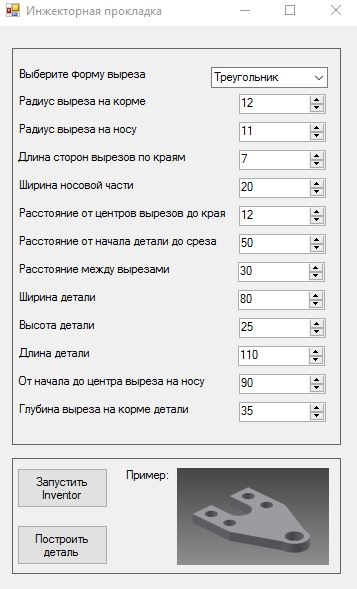 Инжекторная прокладка
Выберите форму выреза Треугольник
Радиус выреза на корме 12
Радиус выреза на носу 11
Длина сторон вырезов по краям 7
Ширина носовой части 20
Расстояние от центров вырезов до края 12
Расстояние от начала детали до среза 50
Расстояние между вырезами 30
Ширина детали 80
Высота детали 25
Длина детали 110
От начала до центра выреза на носу 90
Глубина выреза на корме детали 35
Запустить
Inventor
Пример:
Построить
деталь